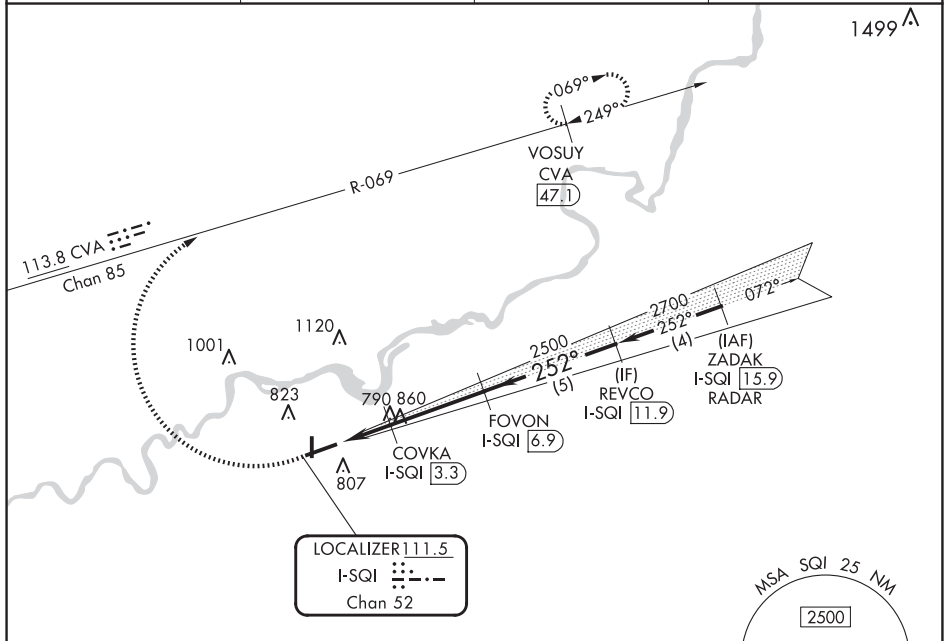 1499
069°
249°
VOSUY
CVA
47.1
R-069
113.8 CVA
Chan 85
2700
072°
2500
252°
(4)
252°
(5)
(IAF)
ZADAK
I-SQI 15.9
RADAR
(IF)
REVCO
I-SQI 11.9
1120
1001
823
790 860
FOVON
I-SQI 6.9
COVKA
I-SQI 3.3
807
LOCALIZER 111.5
I-SQI
Chan 52
MSA SQI 25 NM
2500